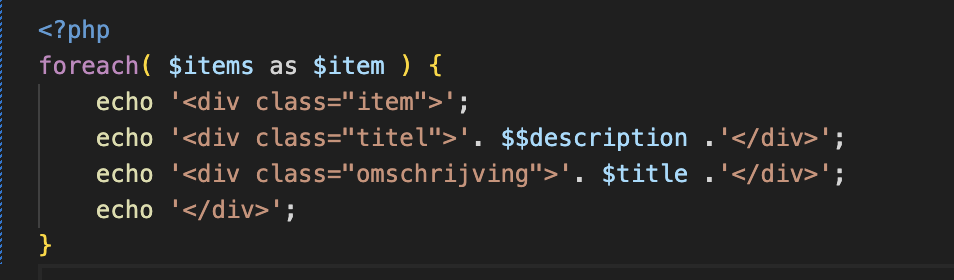 <?php
foreach( $items as $item ) {
    echo '<div class="item">';
    echo '<div class="titel">'. $$description .'</div>';
    echo '<div class="omschrijving">'. $title .'</div>';
    echo '</div>';
}